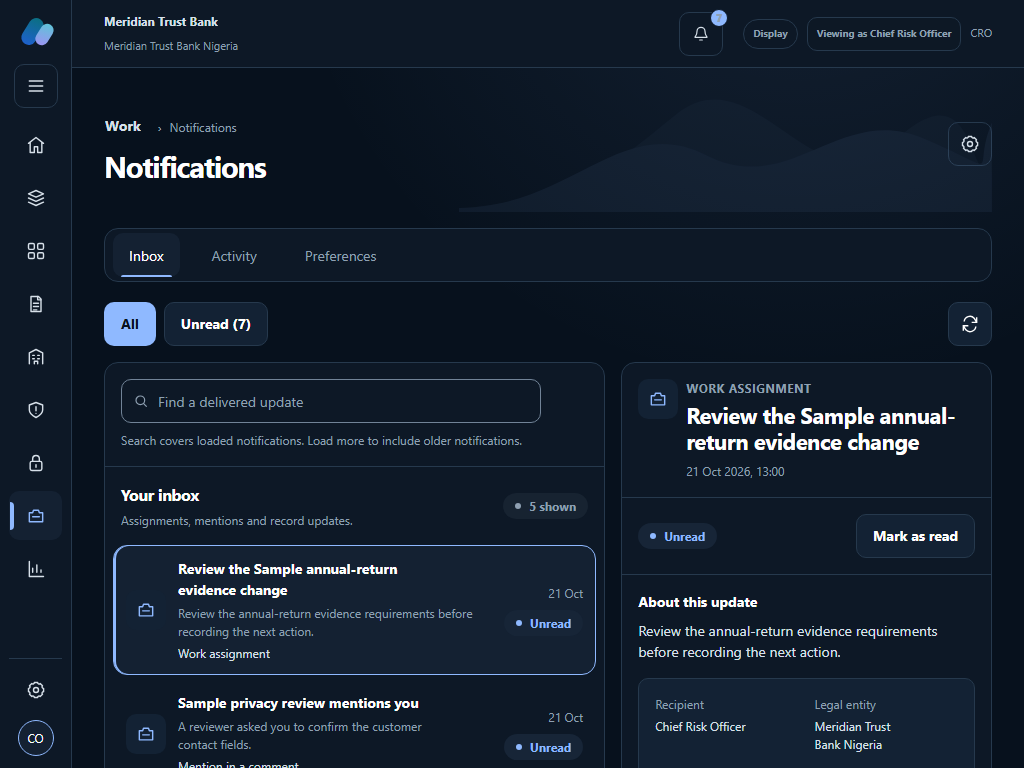 Meridian Trust Bank
Meridian Trust Bank Nigeria
7
Display
Viewing as Chief Risk Officer
CRO
Work › Notifications
Notifications
Inbox
Activity
Preferences
All
Unread (7)
Find a delivered update
Search covers loaded notifications. Load more to include older notifications.
Your inbox
Assignments, mentions and record updates.
5 shown
Review the Sample annual-return
evidence change
Review the annual-return evidence requirements before
recording the next action.
Work assignment
21 Oct
Unread
Sample privacy review mentions you
A reviewer asked you to confirm the customer
contact fields.
Mention in a comment
21 Oct
Unread
WORK ASSIGNMENT
Review the Sample annual-
return evidence change
21 Oct 2026, 13:00
Unread
Mark as read
About this update
Review the annual-return evidence requirements
before recording the next action.
Recipient
Chief Risk Officer
Legal entity
Meridian Trust
Bank Nigeria
CO